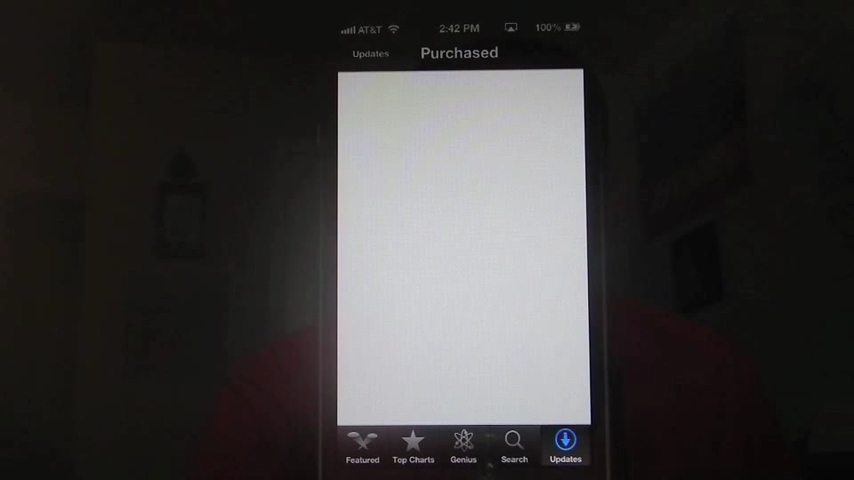 AT&T 2:42 PM 100%
Updates Purchased
Featured Top Charts Genius Search Updates